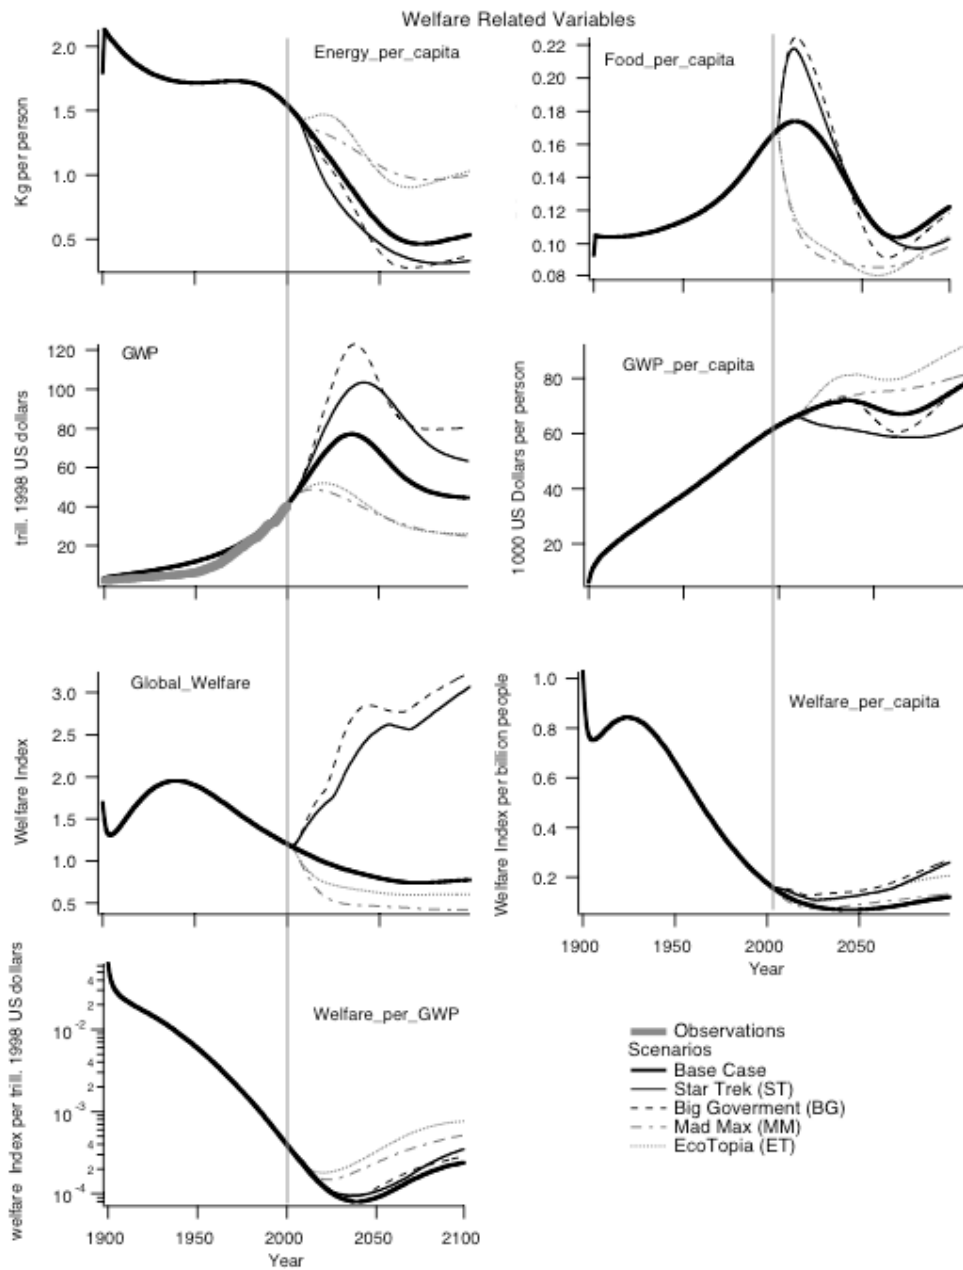 Welfare Related Variables
Energy_per_capita
Kg per person
2.0
1.5
1.0
0.5
Food_per_capita
0.22
0.20
0.18
0.16
0.14
0.12
0.10
0.08
GWP
trill. 1998 US dollars
120
100
80
60
40
20
GWP_per_capita
1000 US Dollars per person
80
60
40
20
Global_Welfare
Welfare Index
3.0
2.5
2.0
1.5
1.0
0.5
Welfare_per_capita
Welfare Index per billion people
1.0
0.8
0.6
0.4
0.2
1900 1950 2000 2050
Year
Welfare_per_GWP
welfare Index per trill. 1998 US dollars
4
2
10-2
4
2
10-3
4
2
10-4
1900 1950 2000 2050 2100
Year
Observations
Scenarios
Base Case
Star Trek (ST)
Big Goverment (BG)
Mad Max (MM)
EcoTopia (ET)